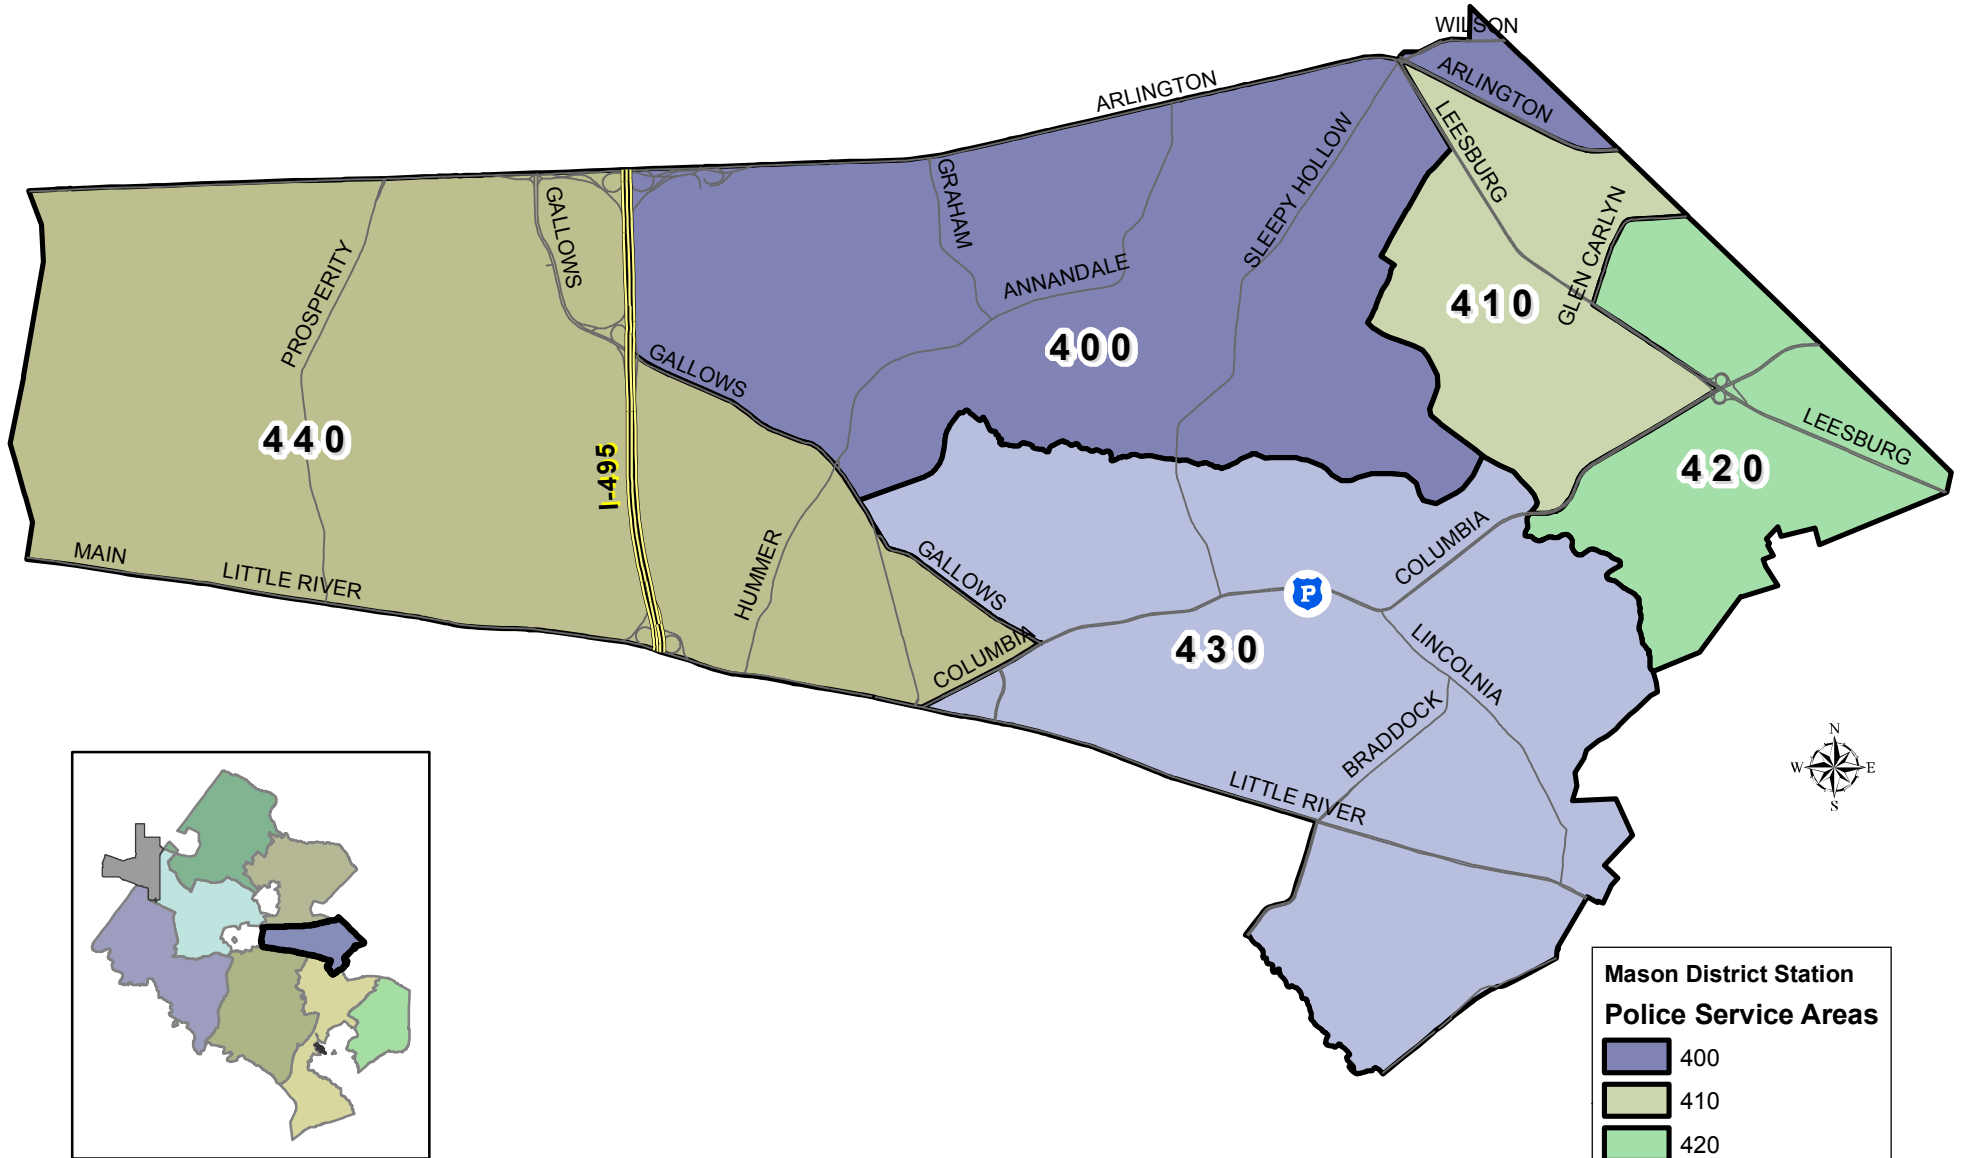 WILSON
ARLINGTON
ARLINGTON
LEESBURG
GRAHAM
SLEEPY HOLLOW
GALLOWS
GLEN CARLYN
PROSPERITY
ANNANDALE
410
400
GALLOWS
440
I-495
LEESBURG
420
MAIN
LITTLE RIVER
HUMMER
GALLOWS
COLUMBIA
P
COLUMBIA
430
LINCOLNIA
BRADDOCK
LITTLE RIVER
N
W
E
S
Mason District Station
Police Service Areas
400
410
420